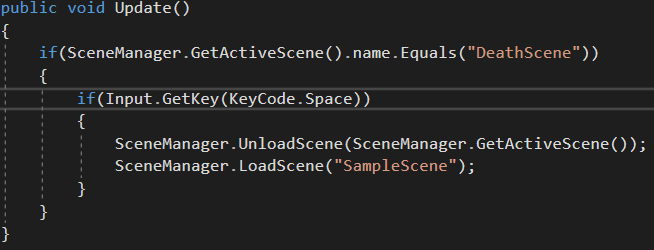 public void Update()
{
if(SceneManager.GetActiveScene().name.Equals("DeathScene"))
{
if(Input.GetKey(KeyCode.Space))
{
SceneManager.UnloadScene(SceneManager.GetActiveScene());
SceneManager.LoadScene("SampleScene");
}
}
}